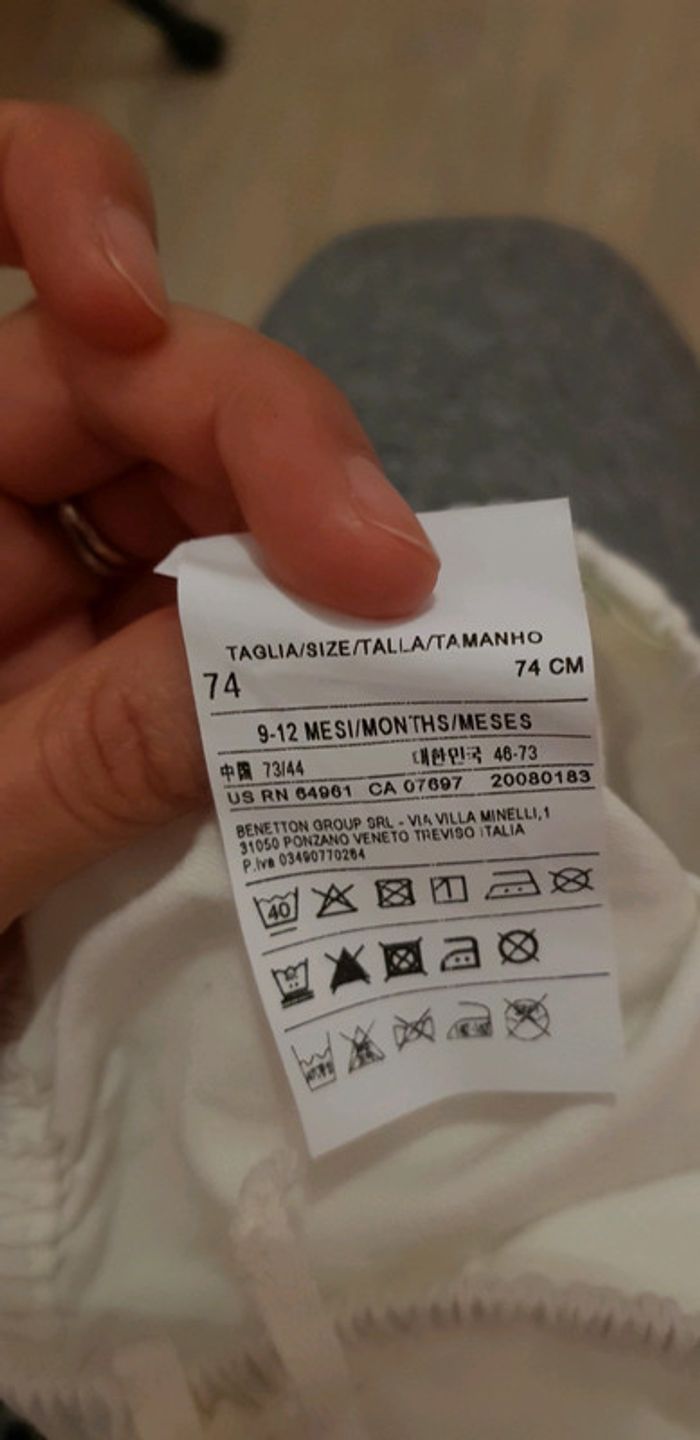 TAGLIA/SIZE/TALLA/TAMANHO
74 74 CM
9-12 MESI/MONTHS/MESES
中国 73/44 대한민국 46-73
US RN 64961 CA 07697 20080183
BENETTON GROUP SRL - VIA VILLA MINELLI,1
31050 PONZANO VENETO TREVISO ITALIA
P.Iva 03490770264
40